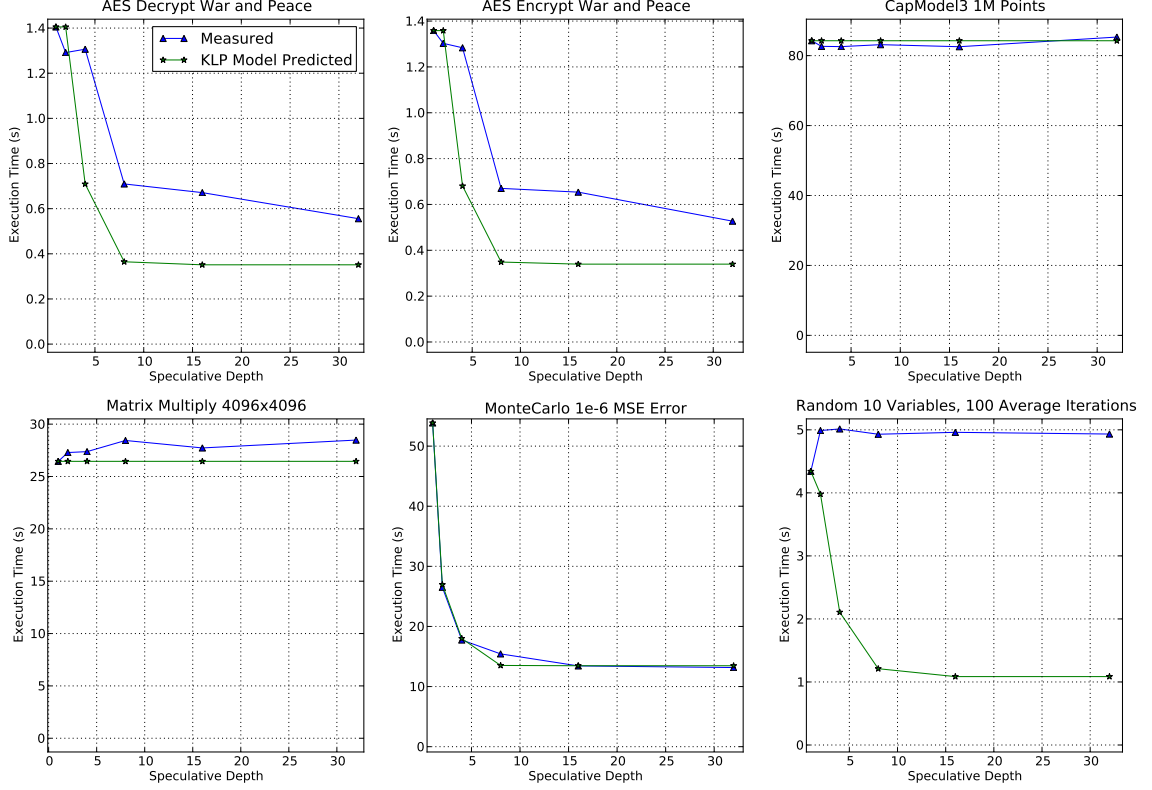 AES Decrypt War and Peace
1.4
1.2
1.0
0.8
0.6
0.4
0.2
0.0
Execution Time (s)
5 10 15 20 25 30
Speculative Depth
Measured
KLP Model Predicted
AES Encrypt War and Peace
1.4
1.2
1.0
0.8
0.6
0.4
0.2
0.0
Execution Time (s)
5 10 15 20 25 30
Speculative Depth
CapModel3 1M Points
80
60
40
20
0
Execution Time (s)
5 10 15 20 25 30
Speculative Depth
Matrix Multiply 4096x4096
30
25
20
15
10
5
0
Execution Time (s)
0 5 10 15 20 25 30
Speculative Depth
MonteCarlo 1e-6 MSE Error
50
40
30
20
10
0
Execution Time (s)
5 10 15 20 25 30
Speculative Depth
Random 10 Variables, 100 Average Iterations
5
4
3
2
1
0
Execution Time (s)
5 10 15 20 25 30
Speculative Depth